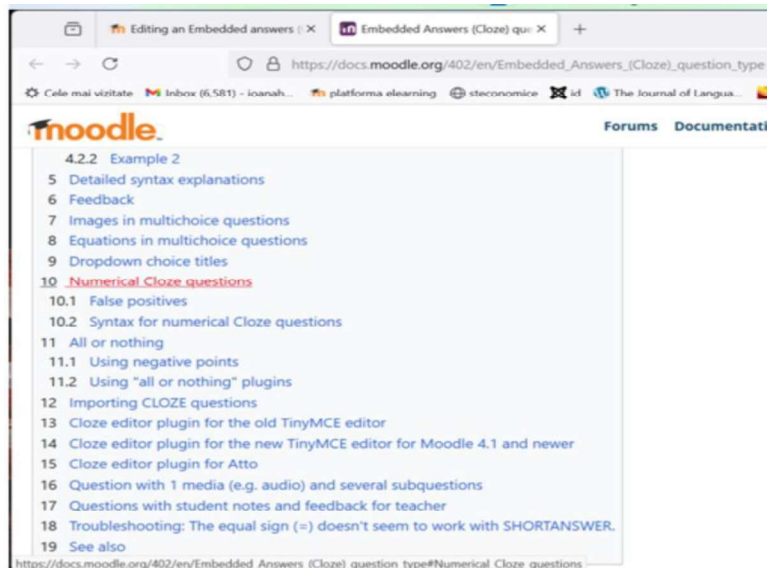 Editing an Embedded answers ( × Embedded Answers (Cloze) que × +
https://docs.moodle.org/402/en/Embedded_Answers_(Cloze)_question_type
Cele mai vizitate Inbox (6,581) - ioanah... platforma elearning steconomice id The Journal of Langua...
moodle Forums Documentati
4.2.2 Example 2
5 Detailed syntax explanations
6 Feedback
7 Images in multichoice questions
8 Equations in multichoice questions
9 Dropdown choice titles
10 Numerical Cloze questions
10.1 False positives
10.2 Syntax for numerical Cloze questions
11 All or nothing
11.1 Using negative points
11.2 Using "all or nothing" plugins
12 Importing CLOZE questions
13 Cloze editor plugin for the old TinyMCE editor
14 Cloze editor plugin for the new TinyMCE editor for Moodle 4.1 and newer
15 Cloze editor plugin for Atto
16 Question with 1 media (e.g. audio) and several subquestions
17 Questions with student notes and feedback for teacher
18 Troubleshooting: The equal sign (=) doesn't seem to work with SHORTANSWER.
19 See also
https://docs.moodle.org/402/en/Embedded_Answers_(Cloze)_question_type#Numerical_Cloze_questions